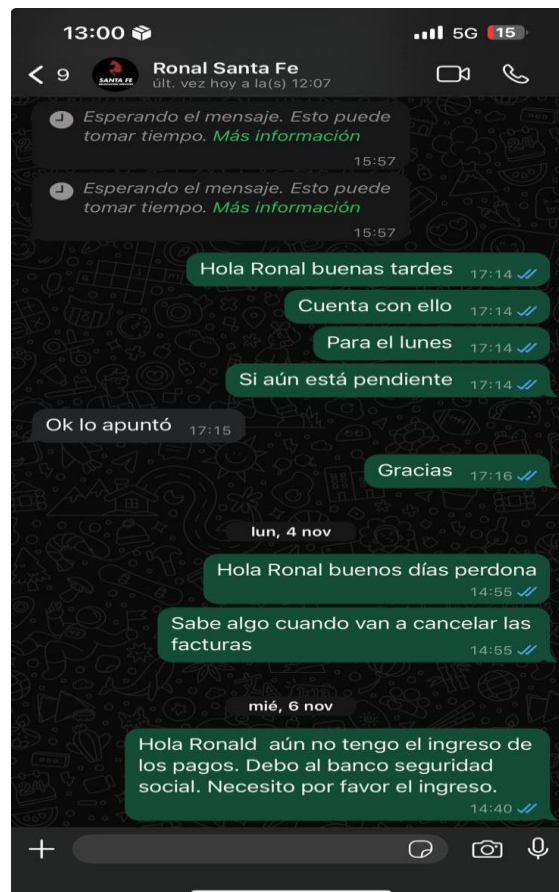 13:00
5G 15
9
SANTA FE
Ronal Santa Fe
últ. vez hoy a la(s) 12:07
Esperando el mensaje. Esto puede
tomar tiempo. Más información
15:57
Esperando el mensaje. Esto puede
tomar tiempo. Más información
15:57
Hola Ronal buenas tardes 17:14
Cuenta con ello 17:14
Para el lunes 17:14
Si aún está pendiente 17:14
Ok lo apuntó 17:15
Gracias 17:16
lun, 4 nov
Hola Ronal buenos días perdona
14:55
Sabe algo cuando van a cancelar las
facturas
14:55
mié, 6 nov
Hola Ronald aún no tengo el ingreso de
los pagos. Debo al banco seguridad
social. Necesito por favor el ingreso.
14:40